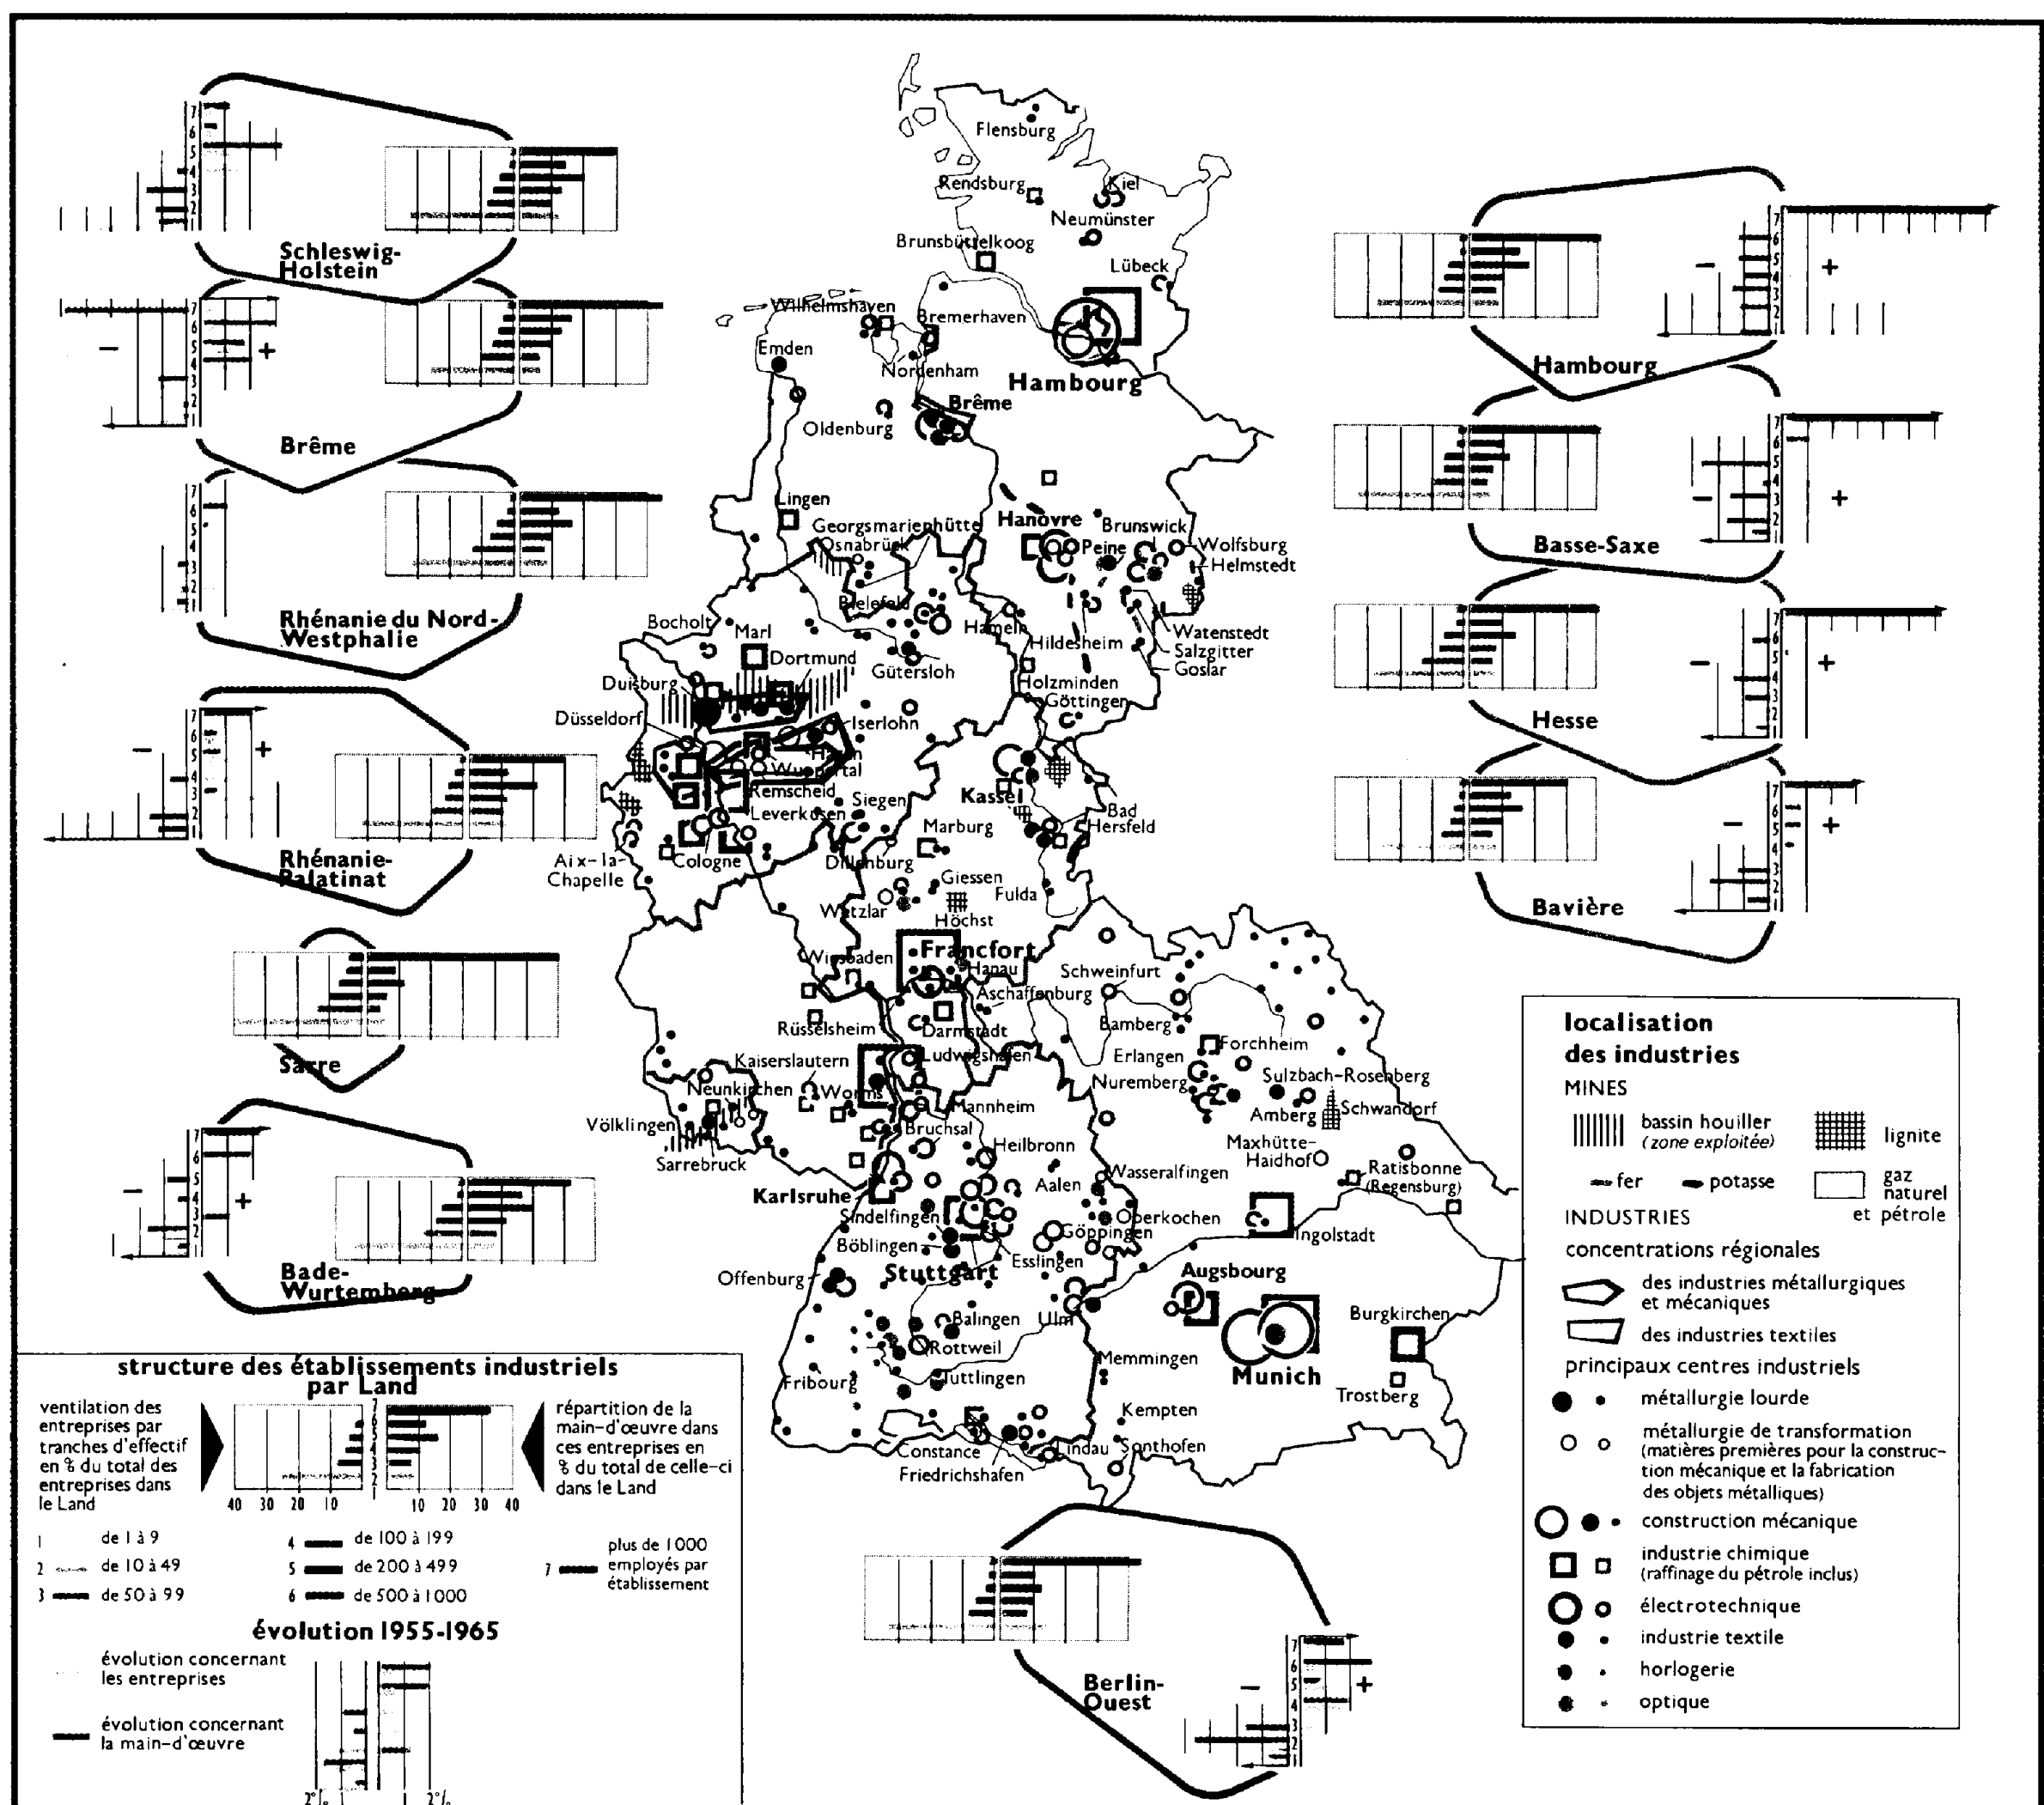 Schleswig-
Holstein
Brême
Rhénanie du Nord-
Westphalie
Rhénanie-
Palatinat
Sarre
Bade-
Wurtemberg
Hambourg
Basse-Saxe
Hesse
Bavière
Berlin-
Ouest
Flensburg
Rendsburg
Kiel
Neumünster
Brunsbüttelkoog
Lübeck
Wilhelmshaven
Bremerhaven
Emden
Nordenham
Hambourg
Brême
Oldenburg
Lingen
Hanovre
Georgsmarienhütte
Osnabrück
Brunswick
Peine
Wolfsburg
Helmstedt
Bielefeld
Hameln
Hildesheim
Watenstedt
Salzgitter
Goslar
Bocholt
Marl
Dortmund
Gütersloh
Duisburg
Holzminden
Göttingen
Düsseldorf
Iserlohn
Hagen
Wuppertal
Remscheid
Leverkusen
Siegen
Kassel
Bad
Hersfeld
Marburg
Aix-la-
Chapelle
Cologne
Dillenburg
Giessen
Fulda
Wetzlar
Höchst
Francfort
Wiesbaden
Hanau
Schweinfurt
Aschaffenburg
Rüsselsheim
Darmstadt
Bamberg
Kaiserslautern
Ludwigshafen
Erlangen
Forchheim
Neunkirchen
Worms
Nuremberg
Sulzbach-Rosenberg
Mannheim
Amberg
Schwandorf
Völklingen
Bruchsal
Sarrebruck
Heilbronn
Maxhütte-
Haidhof
Ratisbonne
(Regensburg)
Karlsruhe
Aalen
Wasseralfingen
Sindelfingen
Oberkochen
Böblingen
Göppingen
Ingolstadt
Esslingen
Offenburg
Stuttgart
Augsbourg
Balingen
Ulm
Burgkirchen
Rottweil
Memmingen
Munich
Fribourg
Tuttlingen
Trostberg
Kempten
Constance
Lindau
Sonthofen
Friedrichshafen
localisation
des industries
MINES
bassin houiller
(zone exploitée)
lignite
fer
potasse
gaz
naturel
et pétrole
INDUSTRIES
concentrations régionales
des industries métallurgiques
et mécaniques
des industries textiles
principaux centres industriels
métallurgie lourde
métallurgie de transformation
(matières premières pour la construc-
tion mécanique et la fabrication
des objets métalliques)
construction mécanique
industrie chimique
(raffinage du pétrole inclus)
électrotechnique
industrie textile
horlogerie
optique
structure des établissements industriels
par Land
ventilation des
entreprises par
tranches d'effectif
en % du total des
entreprises dans
le Land
40 30 20 10
10 20 30 40
répartition de la
main-d'œuvre dans
ces entreprises en
% du total de celle-ci
dans le Land
1 de 1 à 9
2 de 10 à 49
3 de 50 à 99
4 de 100 à 199
5 de 200 à 499
6 de 500 à 1000
7 plus de 1000
employés par
établissement
évolution 1955-1965
évolution concernant
les entreprises
évolution concernant
la main-d'œuvre